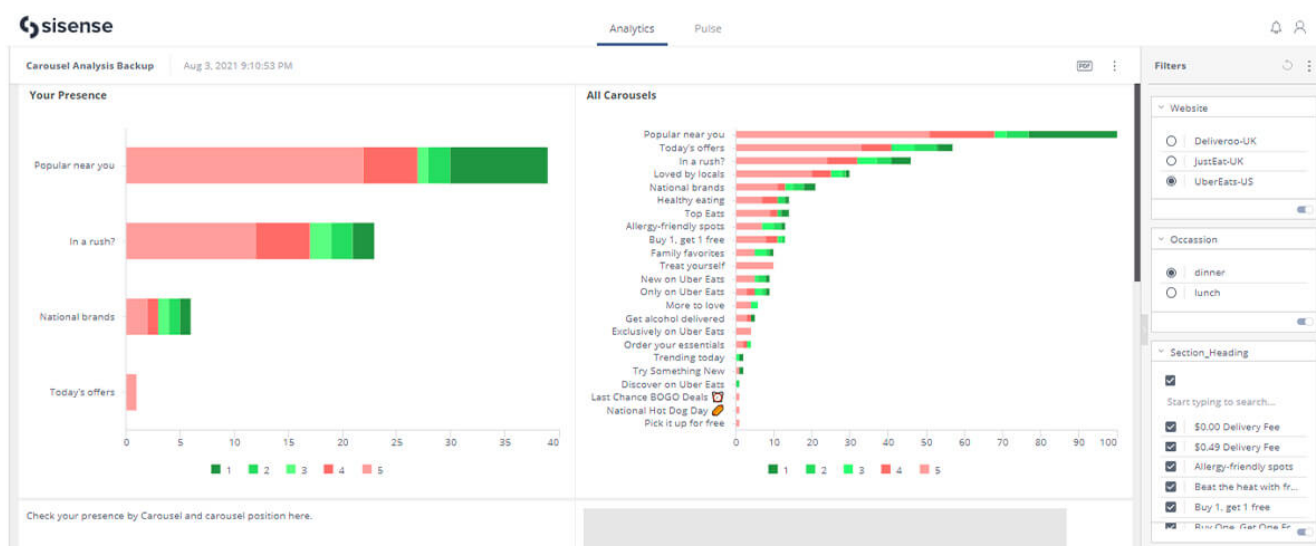 sisense
Analytics
Pulse
Carousel Analysis Backup
Aug 3, 2021 9:10:53 PM
PDF
Your Presence
Popular near you
In a rush?
National brands
Today's offers
0 5 10 15 20 25 30 35 40
1 2 3 4 5
Check your presence by Carousel and carousel position here.
All Carousels
Popular near you
Today's offers
In a rush?
Loved by locals
National brands
Healthy eating
Top Eats
Allergy-friendly spots
Buy 1, get 1 free
Family favorites
Treat yourself
New on Uber Eats
Only on Uber Eats
More to love
Get alcohol delivered
Exclusively on Uber Eats
Order your essentials
Trending today
Try Something New
Discover on Uber Eats
Last Chance BOGO Deals ⏰
National Hot Dog Day 🌭
Pick it up for free
0 10 20 30 40 50 60 70 80 90 100
1 2 3 4 5
Filters
Website
Deliveroo-UK
JustEat-UK
UberEats-US
Occassion
dinner
lunch
Section_Heading
Start typing to search...
$0.00 Delivery Fee
$0.49 Delivery Fee
Allergy-friendly spots
Beat the heat with fr...
Buy 1, get 1 free
Buy One, Get One Fr...